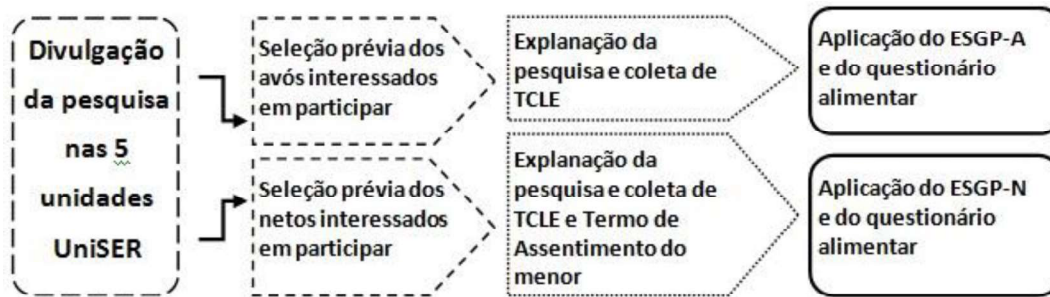 Divulgação
da pesquisa
nas 5
unidades
UniSER
Seleção prévia dos
avós interessados
em participar
Explanação da
pesquisa e coleta de
TCLE
Aplicação do ESGP-A
e do questionário
alimentar
Seleção prévia dos
netos interessados
em participar
Explanação da
pesquisa e coleta de
TCLE e Termo de
Assentimento do
menor
Aplicação do ESGP-N
e do questionário
alimentar